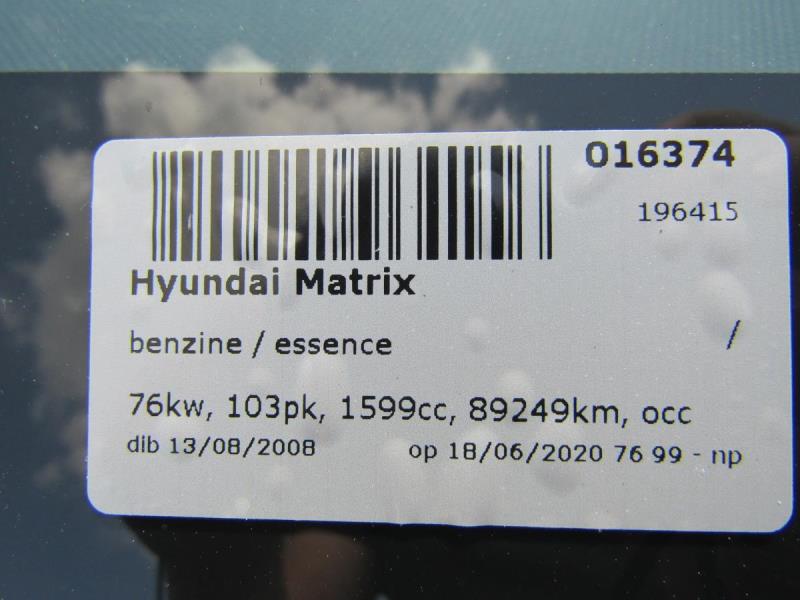 016374
196415
Hyundai Matrix
benzine / essence /
76kw, 103pk, 1599cc, 89249km, occ
dib 13/08/2008 op 18/06/2020 76 99 - np